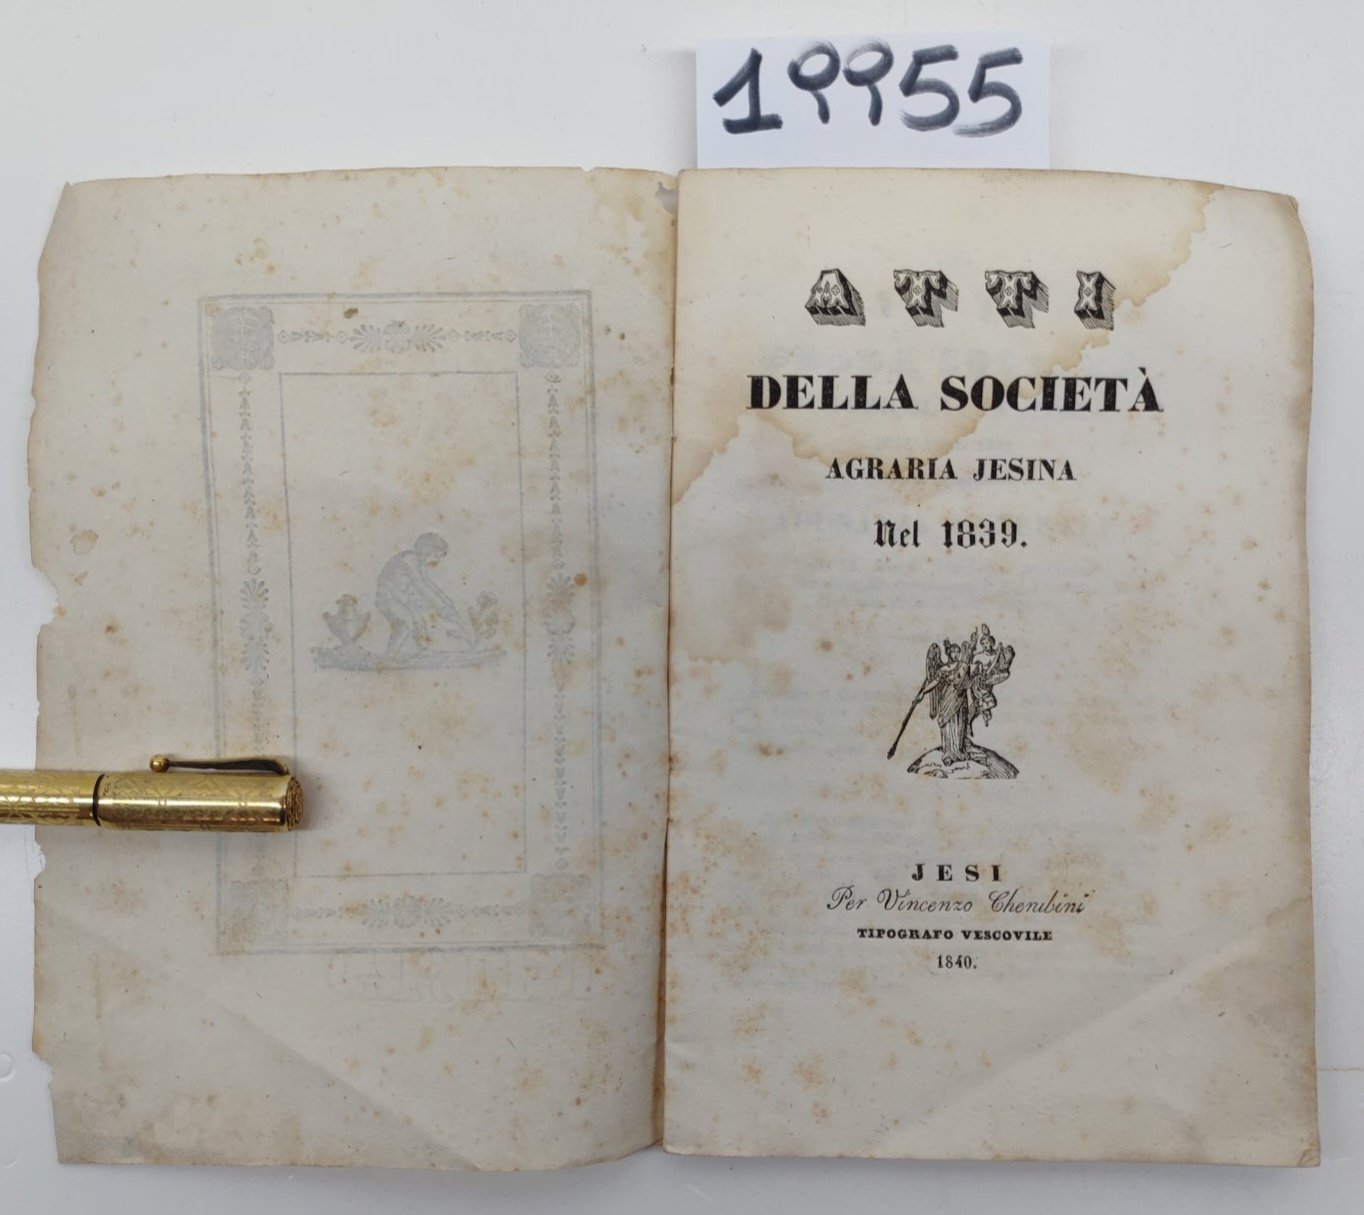 19955
ATTI
DELLA SOCIETÀ
AGRARIA JESINA
Nel 1839.
JESI
Per Vincenzo Cherubini
TIPOGRAFO VESCOVILE
1840.